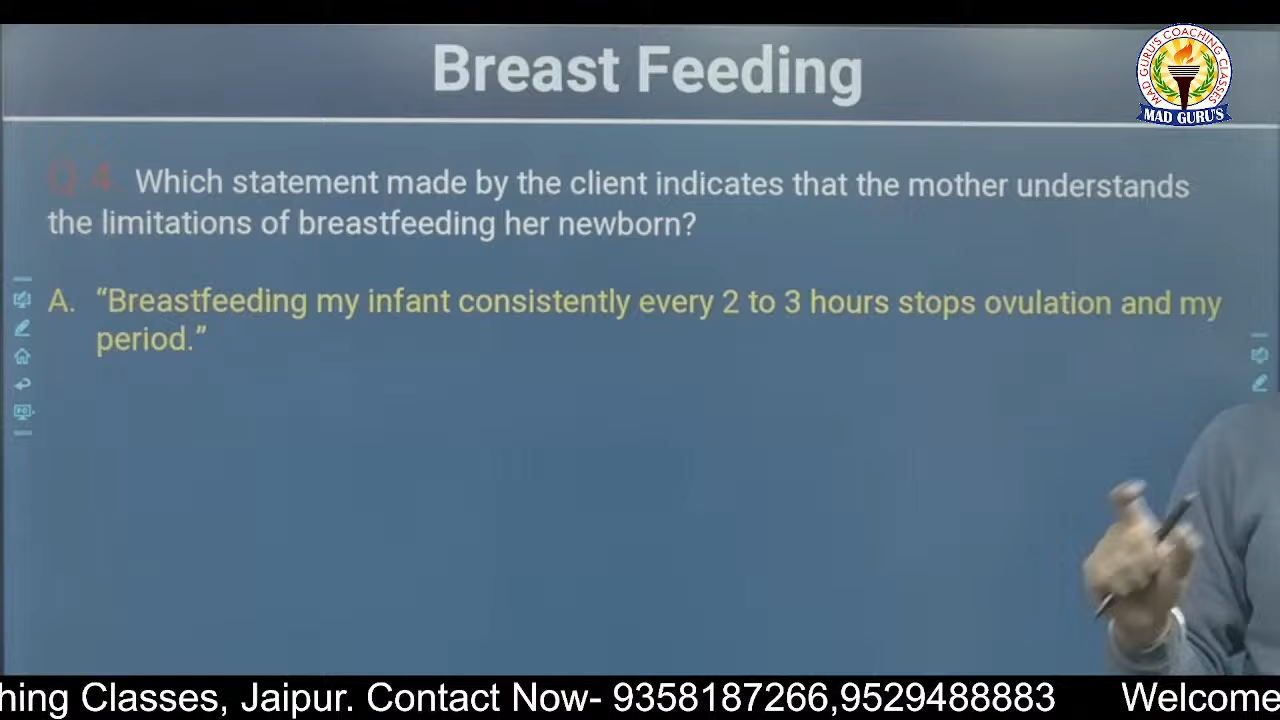 Breast Feeding
MAD GURU'S COACHING CLASSES
MAD GURU'S
Q.4. Which statement made by the client indicates that the mother understands
the limitations of breastfeeding her newborn?
A. “Breastfeeding my infant consistently every 2 to 3 hours stops ovulation and my
period.”
hing Classes, Jaipur. Contact Now- 9358187266,9529488883 Welcome